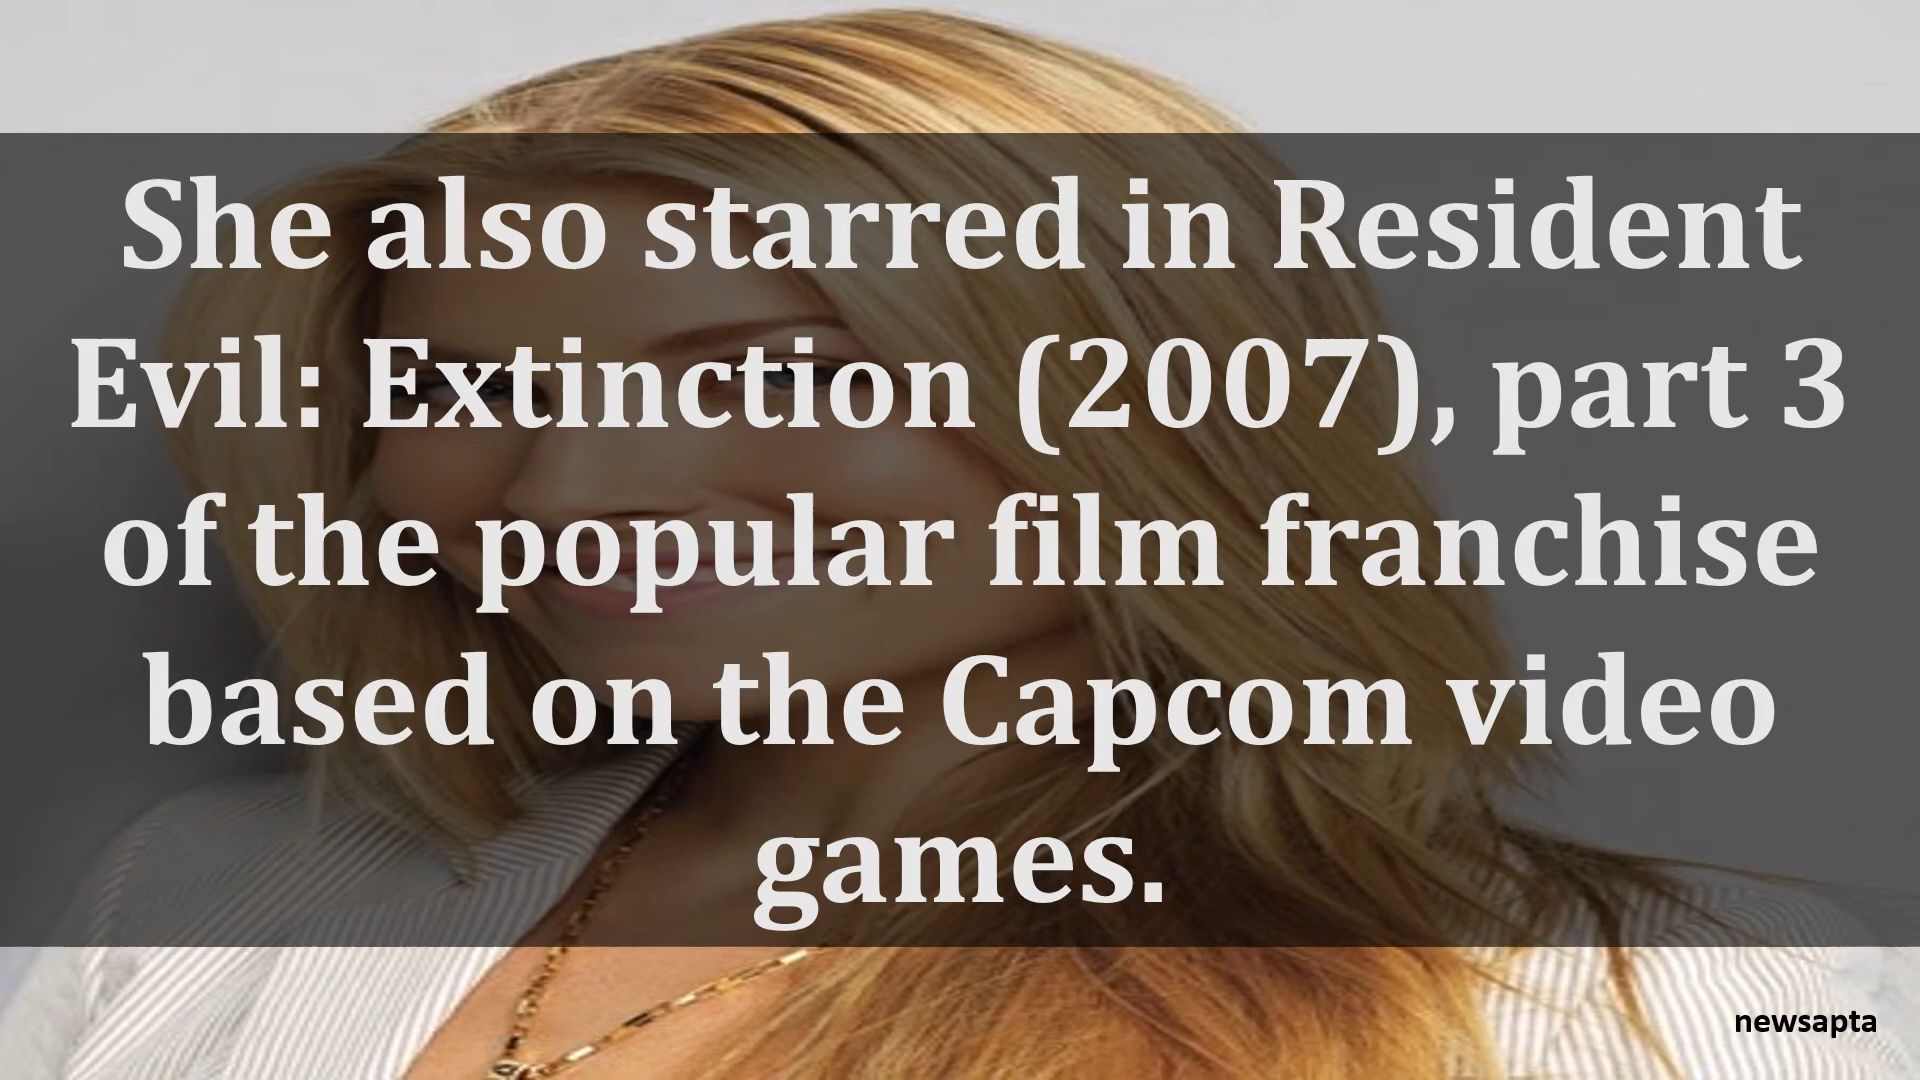 She also starred in Resident
Evil: Extinction (2007), part 3
of the popular film franchise
based on the Capcom video
games.
newsapta